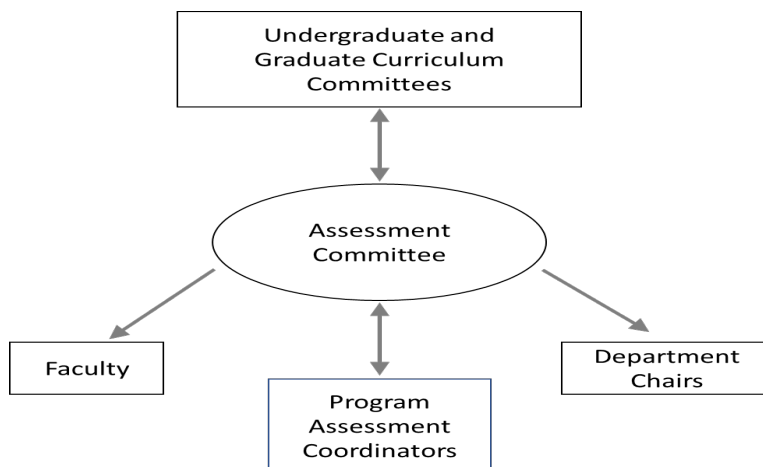 Undergraduate and
Graduate Curriculum
Committees
Assessment
Committee
Faculty
Program
Assessment
Coordinators
Department
Chairs